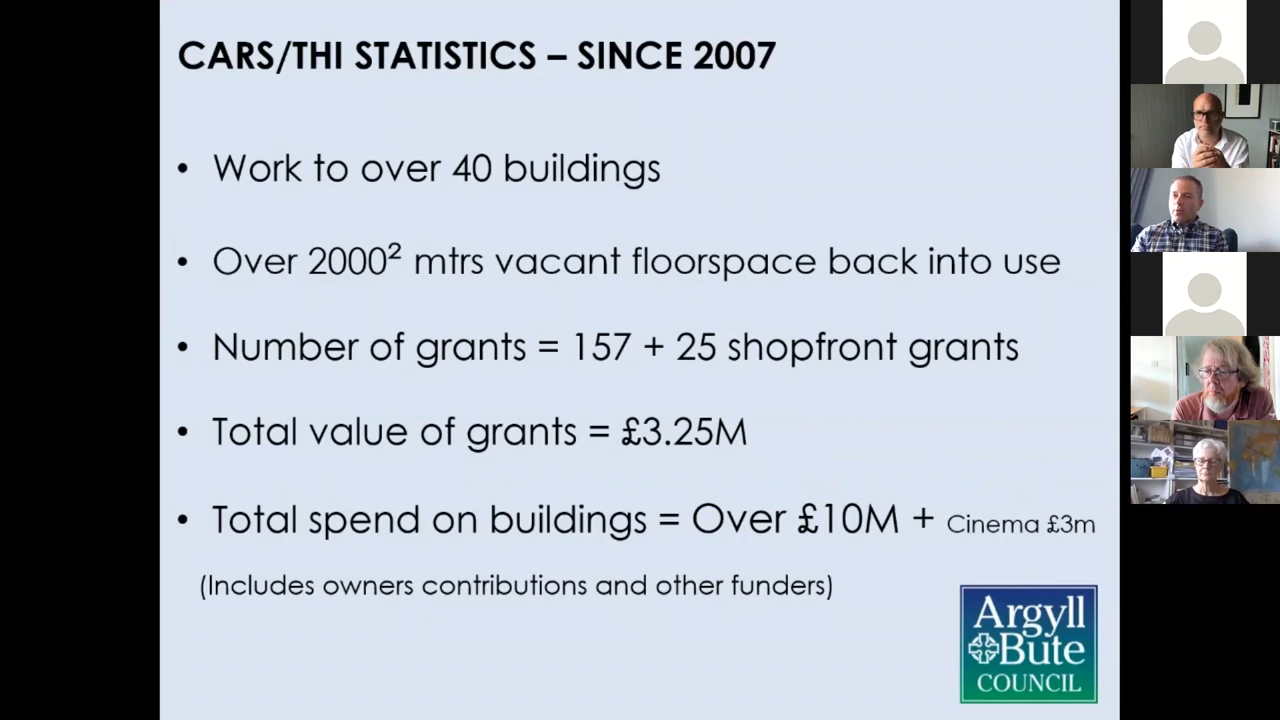 CARS/THI STATISTICS – SINCE 2007
• Work to over 40 buildings
• Over 2000² mtrs vacant floorspace back into use
• Number of grants = 157 + 25 shopfront grants
• Total value of grants = £3.25M
• Total spend on buildings = Over £10M + Cinema £3m
(Includes owners contributions and other funders)
Argyll
Bute
COUNCIL